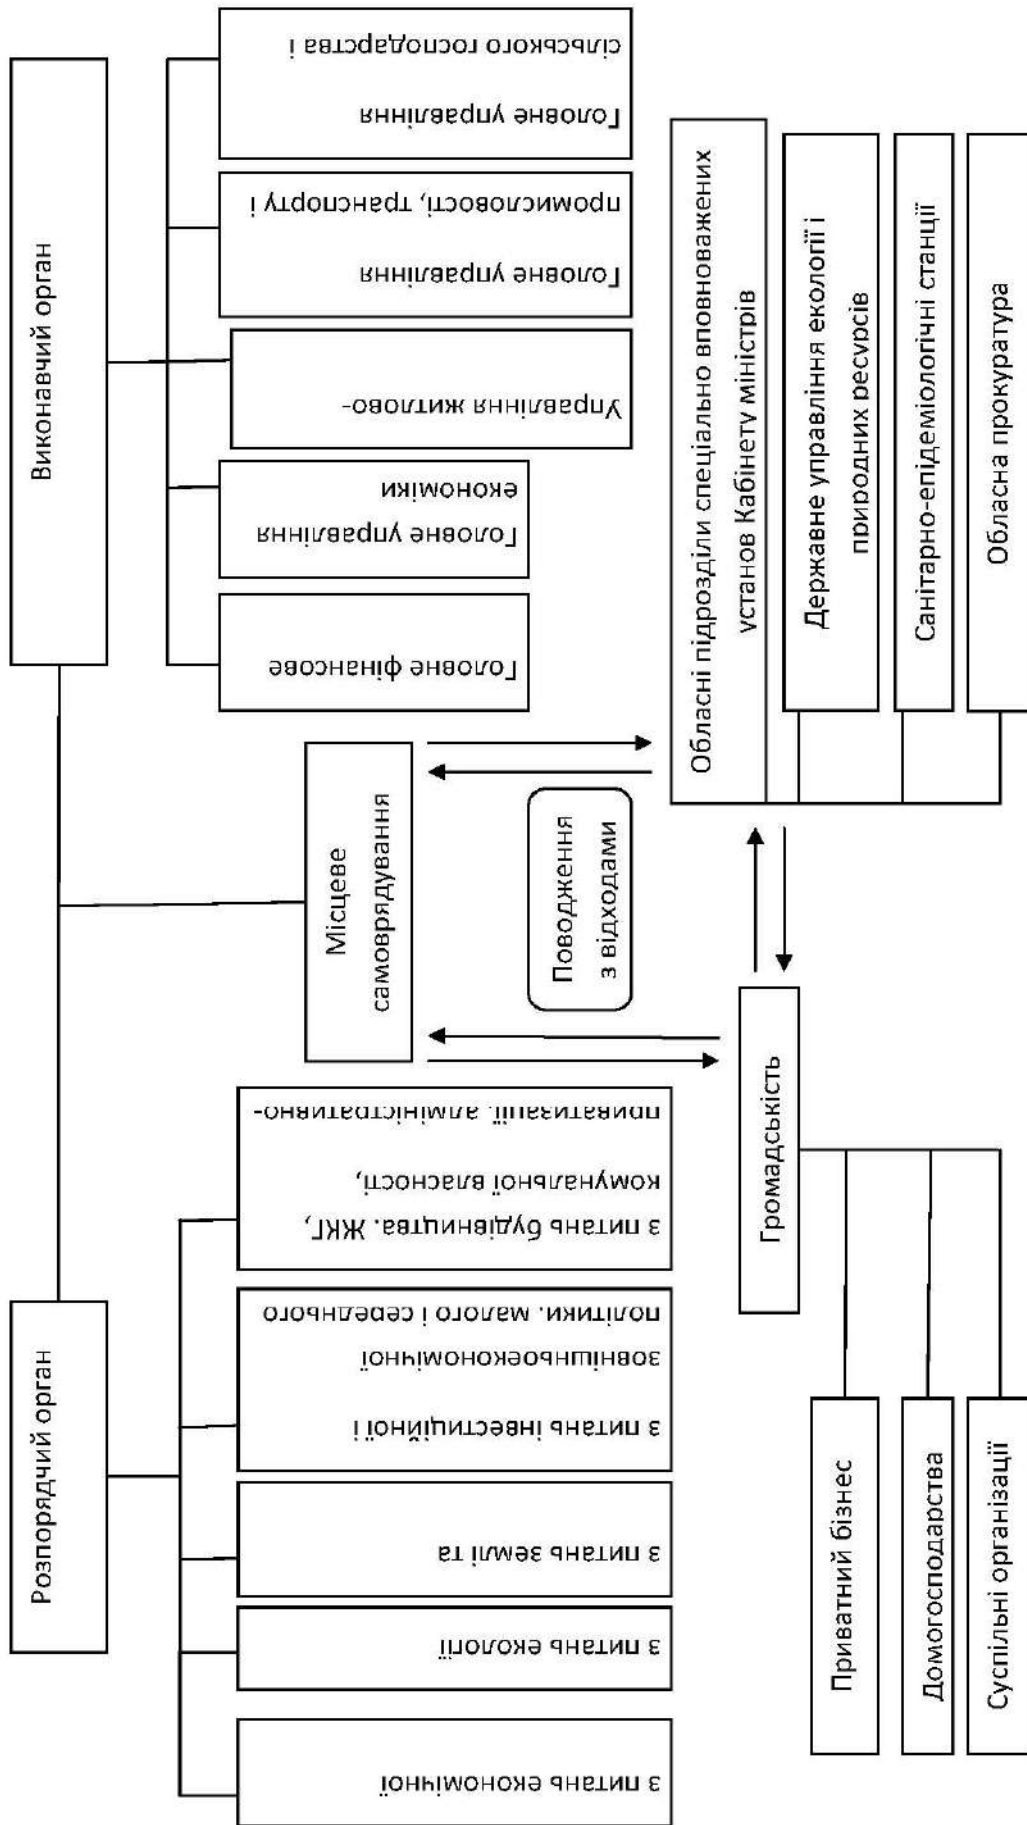 Розпорядчий орган
Виконавчий орган
з питань економічної
з питань екології
з питань землі та
з питань інвестиційної і
зовнішньоекономічної
політики. малого і середнього
з питань будівництва. ЖКГ,
комунальної власності,
приватизації. адміністративно-
Місцеве
самоврядування
Головне фінансове
Головне управління
економіки
Управління житлово-
Головне управління
промисловості, транспорту і
Головне управління
сільського господарства і
Поводження
з відходами
Громадськість
Приватний бізнес
Домогосподарства
Суспільні організації
Обласні підрозділи спеціально вповноважених
установ Кабінету міністрів
Державне управління екології і
природних ресурсів
Санітарно-епідеміологічні станції
Обласна прокуратура